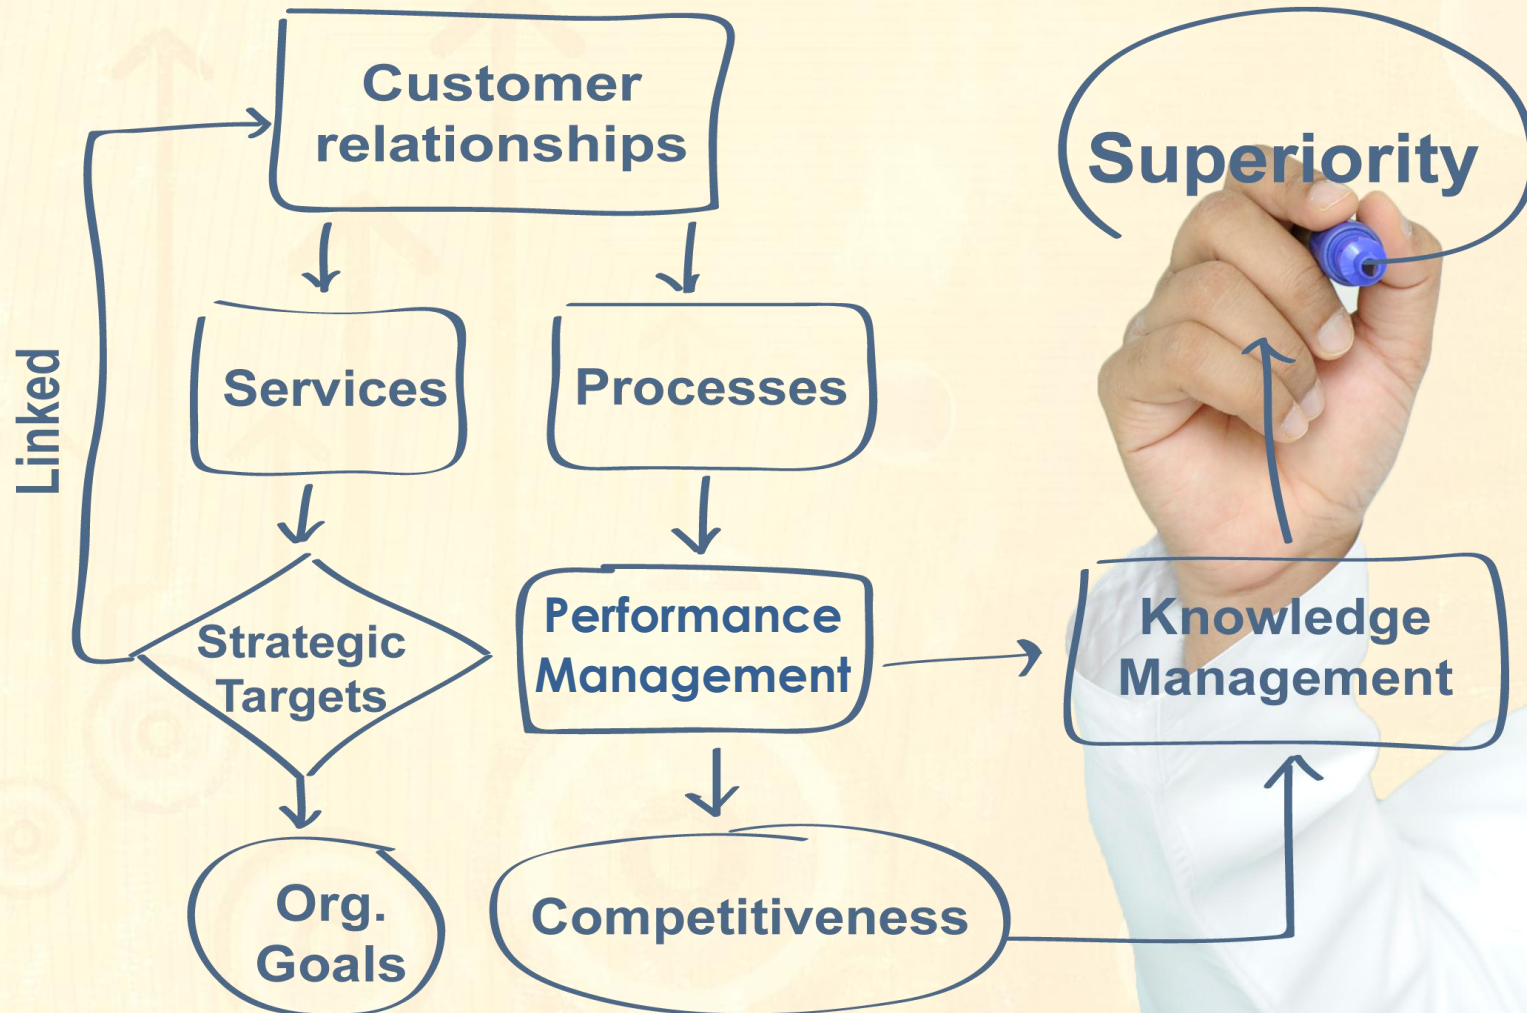 Customer
relationships
Superiority
Linked
Services
Processes
Strategic
Targets
Performance
Management
Knowledge
Management
Org.
Goals
Competitiveness